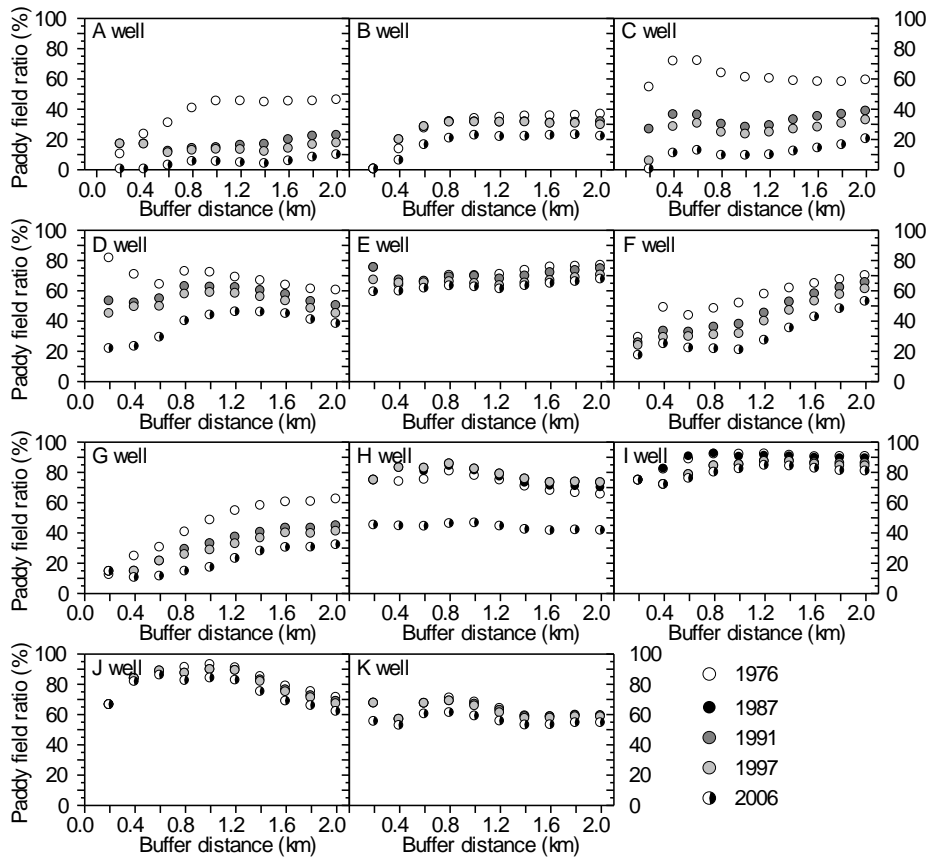 100 A well B well C well 100
80 80
60 60
40 40
20 20
0 0
Paddy field ratio (%)
0.0 0.4 0.8 1.2 1.6 2.0 0.4 0.8 1.2 1.6 2.0 0.4 0.8 1.2 1.6 2.0
Buffer distance (km) Buffer distance (km) Buffer distance (km)
100 D well E well F well 100
80 80
60 60
40 40
20 20
0 0
Paddy field ratio (%)
0.4 0.8 1.2 1.6 2.0 0.4 0.8 1.2 1.6 2.0 0.4 0.8 1.2 1.6 2.0
Buffer distance (km) Buffer distance (km) Buffer distance (km)
100 G well H well I well 100
80 80
60 60
40 40
20 20
0 0
Paddy field ratio (%)
0.4 0.8 1.2 1.6 2.0 0.4 0.8 1.2 1.6 2.0 0.4 0.8 1.2 1.6 2.0
Buffer distance (km) Buffer distance (km) Buffer distance (km)
100 J well K well 100
80 80
60 60
40 40
20 20
0 0
Paddy field ratio (%)
0.4 0.8 1.2 1.6 2.0 0.4 0.8 1.2 1.6 2.0
Buffer distance (km) Buffer distance (km)
1976
1987
1991
1997
2006